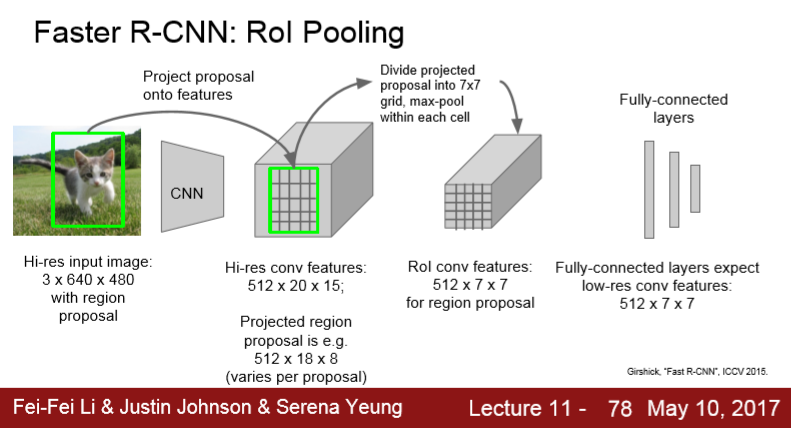 Faster R-CNN: RoI Pooling
Project proposal
onto features
Divide projected
proposal into 7x7
grid, max-pool
within each cell
Fully-connected
layers
CNN
Hi-res input image:
3 x 640 x 480
with region
proposal
Hi-res conv features:
512 x 20 x 15;
Projected region
proposal is e.g.
512 x 18 x 8
(varies per proposal)
RoI conv features:
512 x 7 x 7
for region proposal
Fully-connected layers expect
low-res conv features:
512 x 7 x 7
Girshick, "Fast R-CNN", ICCV 2015.
Fei-Fei Li & Justin Johnson & Serena Yeung
Lecture 11 - 78 May 10, 2017